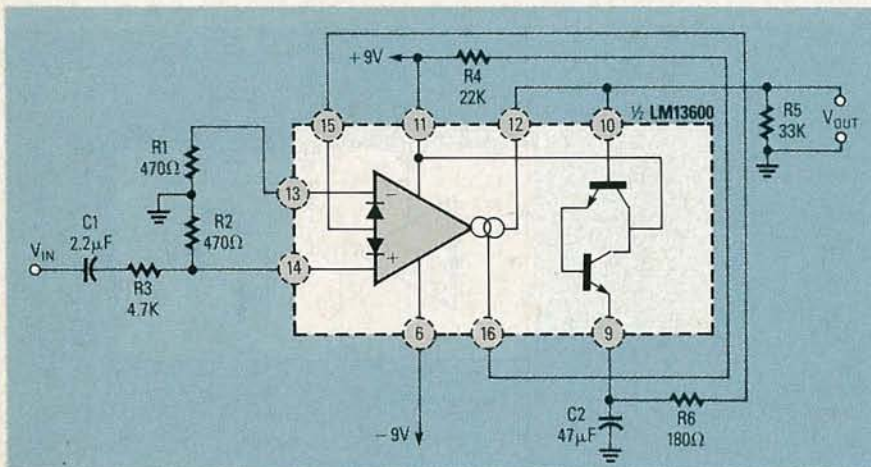 +9V
R4
22K
½ LM13600
15
11
12
10
R5
33K
VOUT
R1
470Ω
13
−
C1
2.2μF
R2
470Ω
VIN
R3
4.7K
14
+
6
16
9
−9V
C2
47μF
R6
180Ω